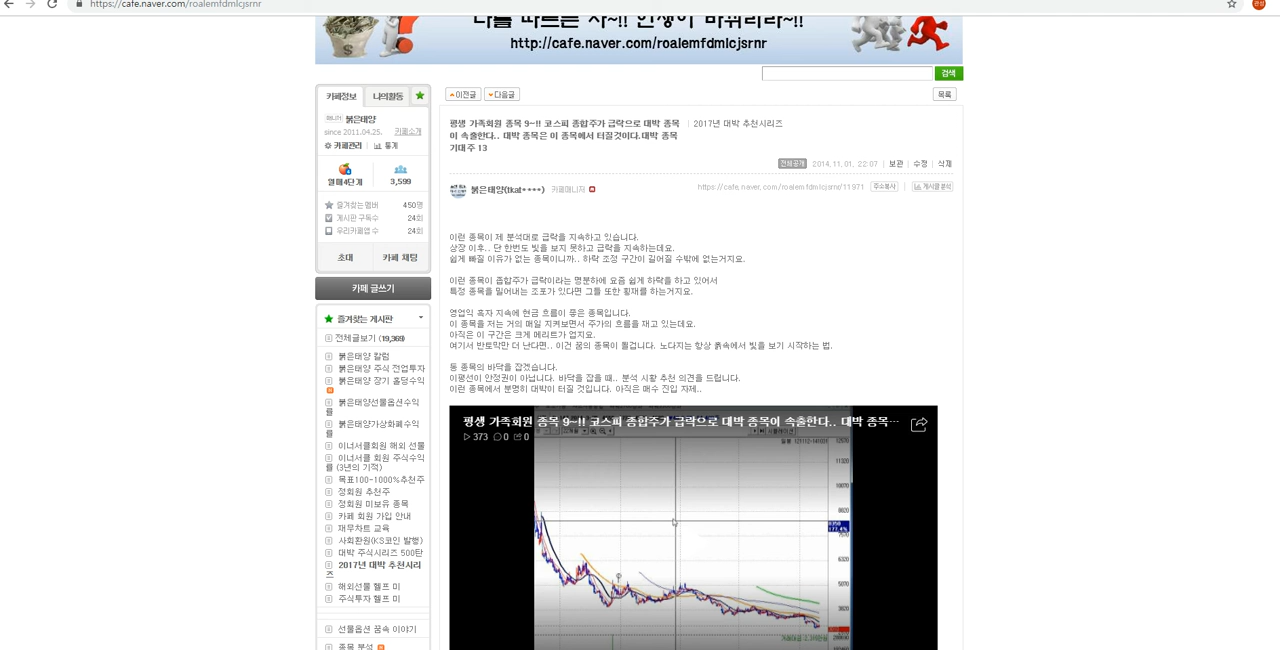 https://cafe.naver.com/roalemfdmlcjsrnr
나를 따르는 자~!! 인생이 바뀌리라~!!
http://cafe.naver.com/roalemfdmlcjsrnr
검색
카페정보
나의활동
이전글
다음글
목록
매니저 붉은태양
since 2011.04.25.
카페소개
카페관리
통계
열매4단계
3,599
즐겨찾는 멤버 450명
게시판 구독수 24회
우리카페앱 수 24회
초대
카페 채팅
카페 글쓰기
즐겨찾는 게시판
전체글보기 (19,369)
붉은태양 칼럼
붉은태양 주식 전업투자
붉은태양 장기 홀딩수익
붉은태양선물옵션수익
률
붉은태양가상화폐수익
률
이너서클회원 해외 선물
이너서클 회원 주식수익
률 (3년의 기적)
목표100-1000%추천주
정회원 추천주
정회원 미보유 종목
카페 회원 가입 안내
재무차트 교육
사회환원(KS코인 발행)
대박 주식시리즈 500탄
2017년 대박 추천시리
즈
해외선물 헬프 미
주식투자 헬프 미
선물옵션 꿈속 이야기
종목 분석
평생 가족회원 종목 9~!! 코스피 종합주가 급락으로 대박 종목
이 속출한다.. 대박 종목은 이 종목에서 터질것이다.대박 종목
기대 주 13
2017년 대박 추천시리즈
전체공개 2014.11.01. 22:07 보관 수정 삭제
붉은태양(tkat****) 카페매니저
https://cafe.naver.com/roalemfdmlcjsrnr/11971 주소복사 게시글 분석
이런 종목이 제 분석대로 급락을 지속하고 있습니다.
상장 이후.. 단 한번도 빛을 보지 못하고 급락을 지속하는데요.
쉽게 빠질 이유가 없는 종목이니까.. 하락 조정 구간이 길어질 수밖에 없는거지요.
이런 종목이 종합주가 급락이라는 명분하에 요즘 쉽게 하락를 하고 있어서
특정 종목을 밀어내는 조포가 있다면 그들 또한 횡재를 하는거지요.
영업익 흑자 지속에 현금 흐름이 풍은 종목입니다.
이 종목을 저는 거의 매일 지켜보면서 주가의 흐름을 재고 있는데요.
아직은 이 구간은 크게 메리트가 업지요.
여기서 반토막만 더 난다면.. 이건 꿈의 종목이 될겁니다. 노다지는 항상 흙속에서 빛을 보기 시작하는 법.
동 종목의 바닥을 잡겠습니다.
이평선이 안정권이 아닙니다. 바닥을 잡을 때.. 분석 시황 추천 의견을 드립니다.
이런 종목에서 분명히 대박이 터질 것입니다. 아직은 매수 진입 자제..
평생 가족회원 종목 9~!! 코스피 종합주가 급락으로 대박 종목이 속출한다.. 대박 종목…
373 0 0
12870
11320
10070
8820
7570
5070
3820